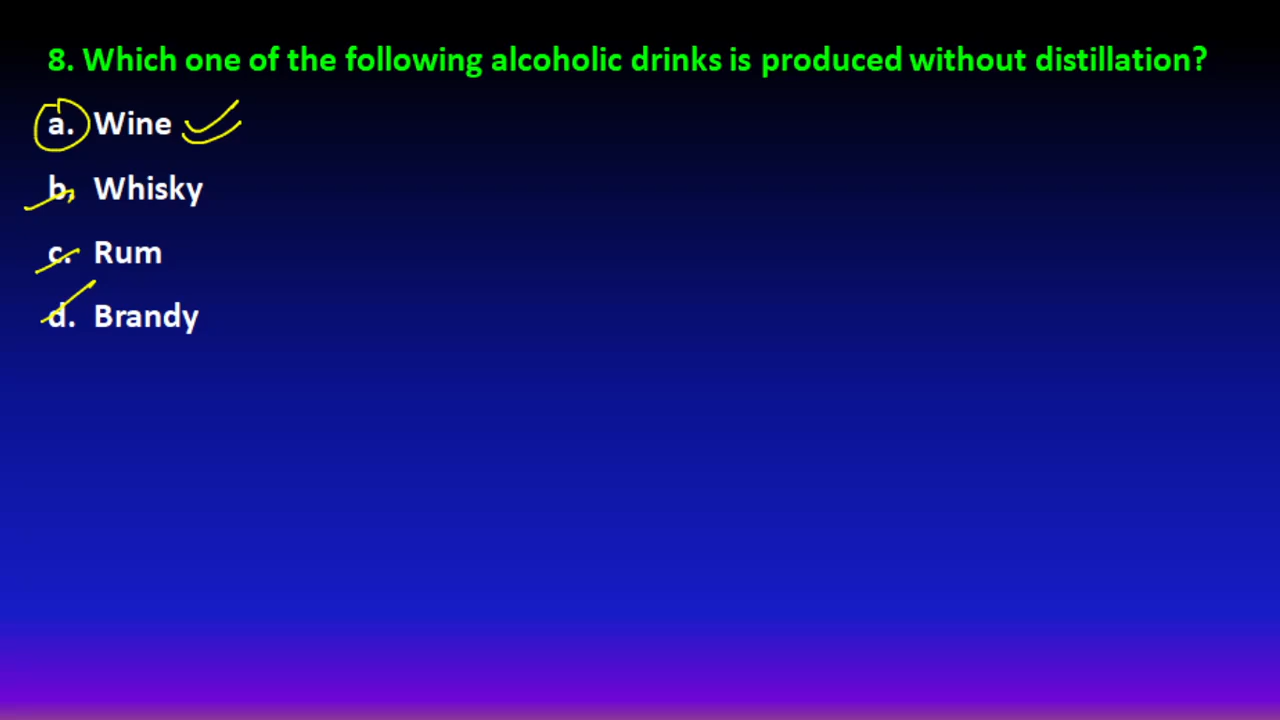 8. Which one of the following alcoholic drinks is produced without distillation?
a. Wine
b, Whisky
c. Rum
d. Brandy